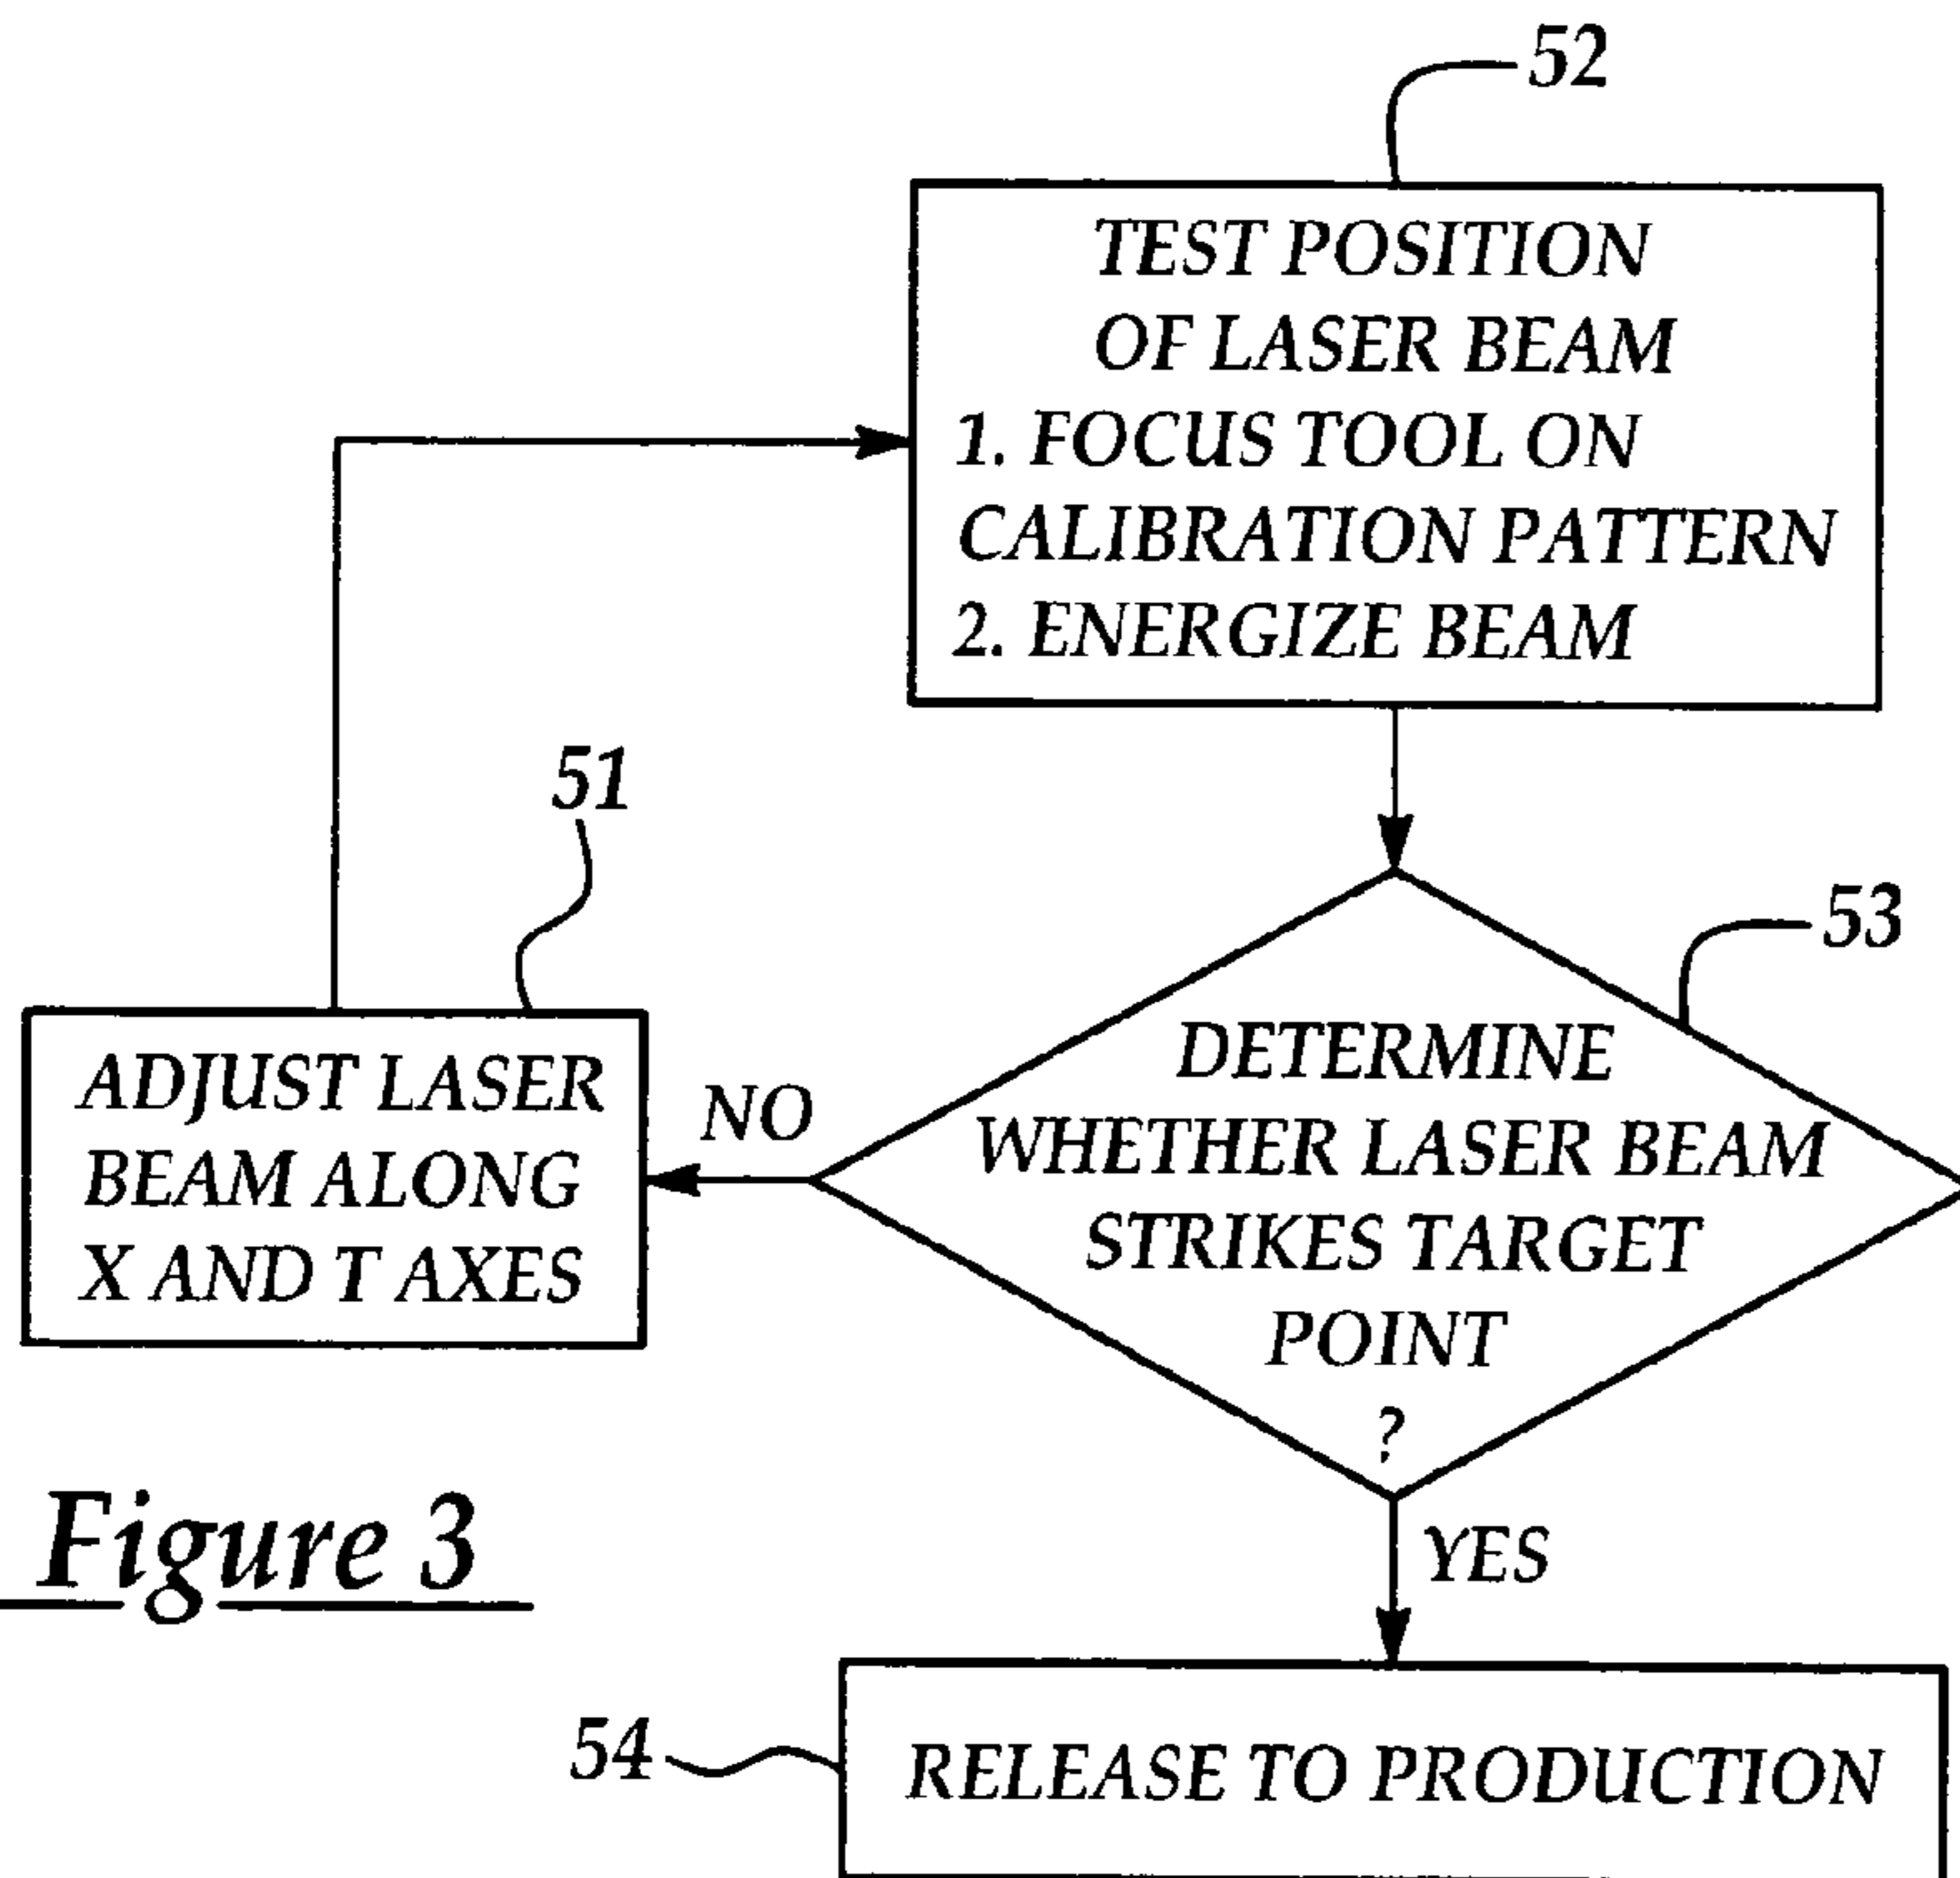 52
TEST POSITION
OF LASER BEAM
1. FOCUS TOOL ON
CALIBRATION PATTERN
2. ENERGIZE BEAM
51
53
ADJUST LASER
BEAM ALONG
X AND T AXES
NO
DETERMINE
WHETHER LASER BEAM
STRIKES TARGET
POINT
?
Figure 3
YES
54
RELEASE TO PRODUCTION